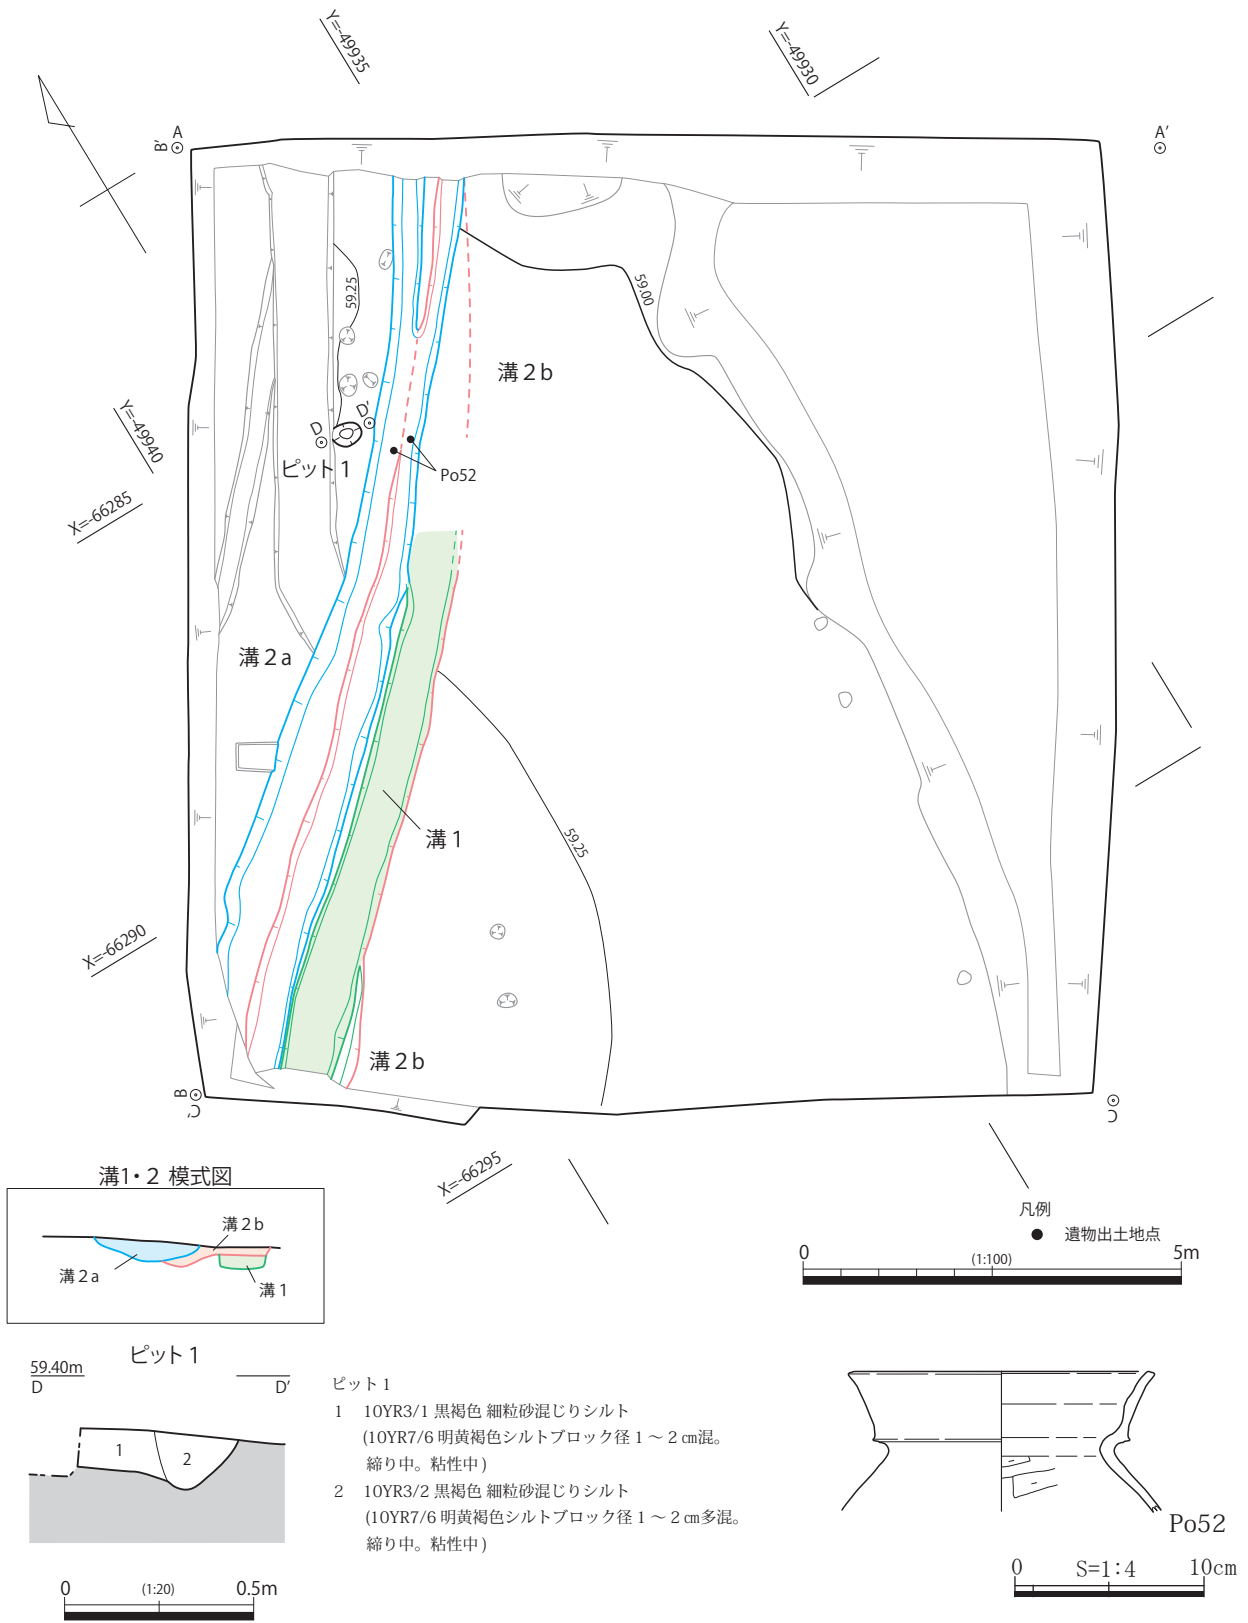 Y=-49935
Y=-49930
A
B'
A'
59.25
59.00
溝２b
Y=-49940
D
D'
ピット１
Po52
X=-66285
溝２a
溝１
59.25
X=-66290
溝２b
B
C'
C
X=-66295
溝１・２ 模式図
溝２b
溝２a
溝１
凡例
● 遺物出土地点
0 (1:100) 5m
ピット１
59.40m
D D'
1 2
0 (1:20) 0.5m
ピット 1
1 10YR3/1 黒褐色 細粒砂混じりシルト
(10YR7/6 明黄褐色シルトブロック径 1 ～ 2 ㎝混。
締り中。粘性中 )
2 10YR3/2 黒褐色 細粒砂混じりシルト
(10YR7/6 明黄褐色シルトブロック径 1 ～ 2 ㎝多混。
締り中。粘性中 )
Po52
0 S=1:4 10cm